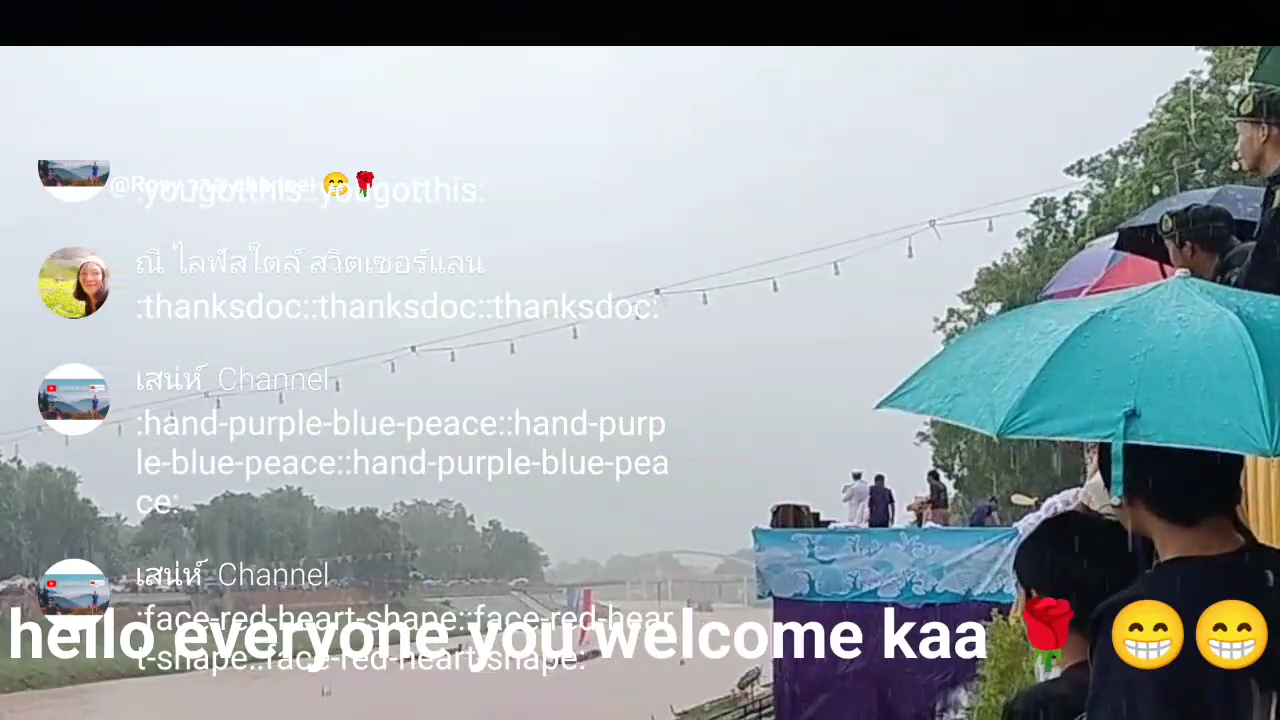 :yougotthis::yougotthis:
ณี ไลฟ์สใตล์ สวิตเซอร์แลน
:thanksdoc::thanksdoc::thanksdoc:
เสน่ห์ Channel
:hand-purple-blue-peace::hand-purp
le-blue-peace::hand-purple-blue-pea
ce:
เสน่ห์ Channel
:face-red-heart-shape::face-red-hear
t-shape::face-red-heart-shape:
hello everyone you welcome kaa🌹 😁😁